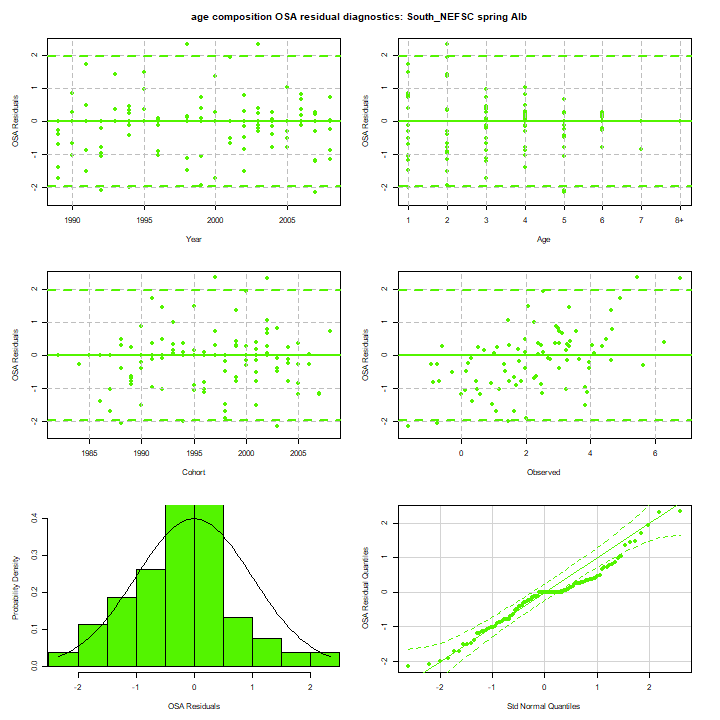 age composition OSA residual diagnostics: South_NEFSC spring Alb
OSA Residuals
2
1
0
-1
-2
1990 1995 2000 2005
Year
OSA Residuals
2
1
0
-1
-2
1 2 3 4 5 6 7 8+
Age
OSA Residuals
2
1
0
-1
-2
1985 1990 1995 2000 2005
Cohort
OSA Residuals
2
1
0
-1
-2
0 2 4 6
Observed
Probability Density
0.4
0.3
0.2
0.1
0.0
-2 -1 0 1 2
OSA Residuals
OSA Residual Quantiles
2
1
0
-1
-2
-2 -1 0 1 2
Std Normal Quantiles